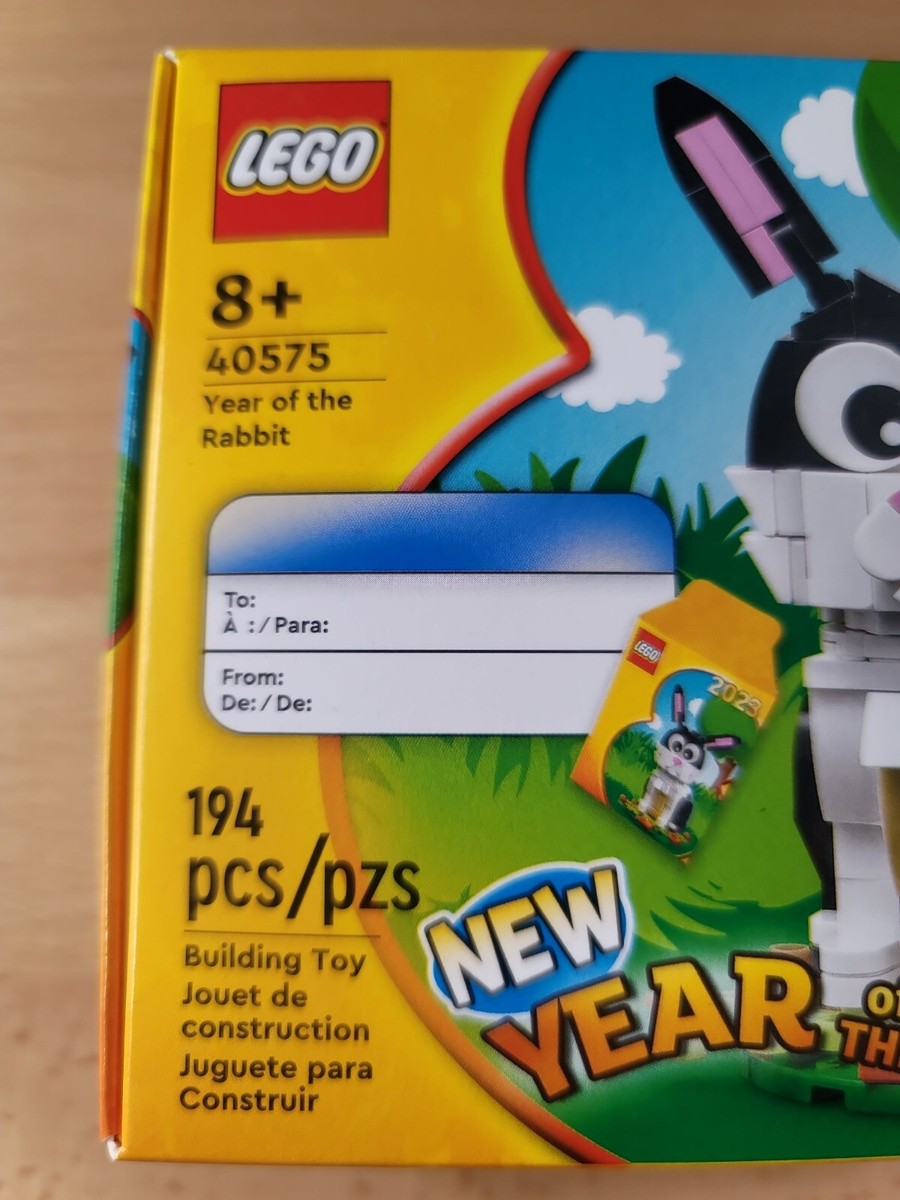 LEGO
8+
40575
Year of the
Rabbit
To:
À :/Para:
From:
De:/De:
LEGO
2023
194
pcs/pzs
Building Toy
Jouet de
construction
Juguete para
Construir
NEW
YEAR